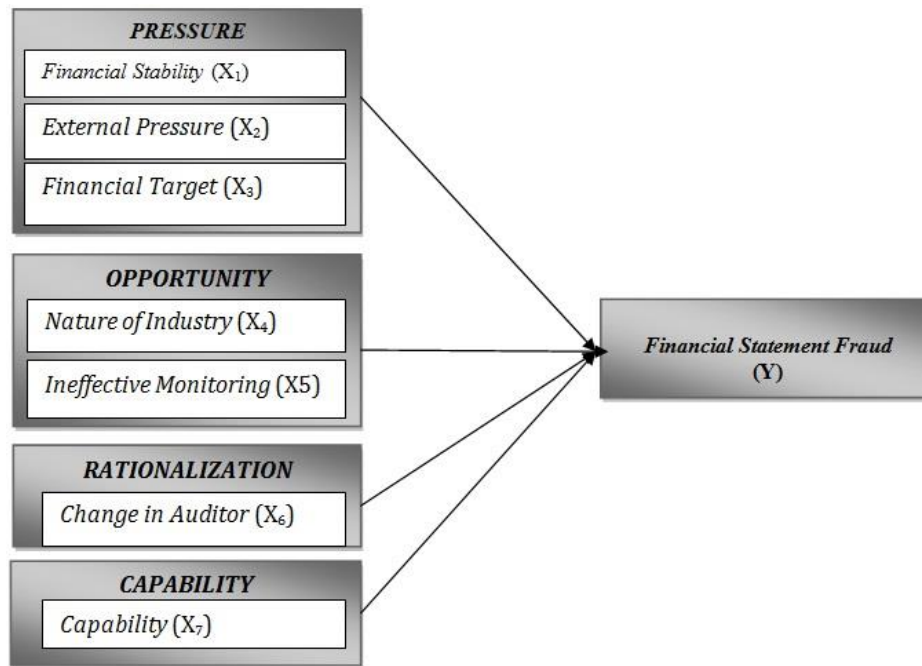 PRESSURE
Financial Stability (X₁)
External Pressure (X₂)
Financial Target (X₃)
OPPORTUNITY
Nature of Industry (X₄)
Ineffective Monitoring (X5)
RATIONALIZATION
Change in Auditor (X₆)
CAPABILITY
Capability (X₇)
Financial Statement Fraud
(Y)